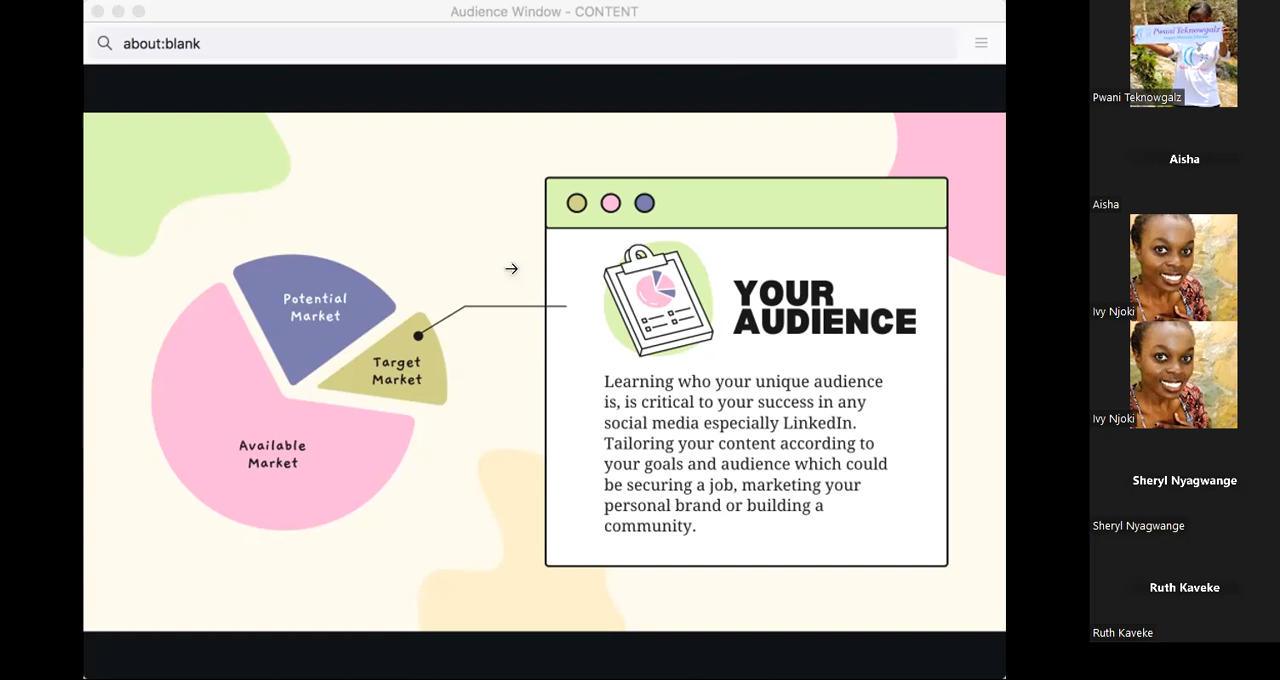 Audience Window - CONTENT
about:blank
Potential
Market
Target
Market
Available
Market
YOUR
AUDIENCE
Learning who your unique audience
is, is critical to your success in any
social media especially LinkedIn.
Tailoring your content according to
your goals and audience which could
be securing a job, marketing your
personal brand or building a
community.
Pwani Teknowgalz
Pwani Teknowgalz
Aisha
Aisha
Ivy Njoki
Ivy Njoki
Sheryl Nyagwange
Sheryl Nyagwange
Ruth Kaveke
Ruth Kaveke